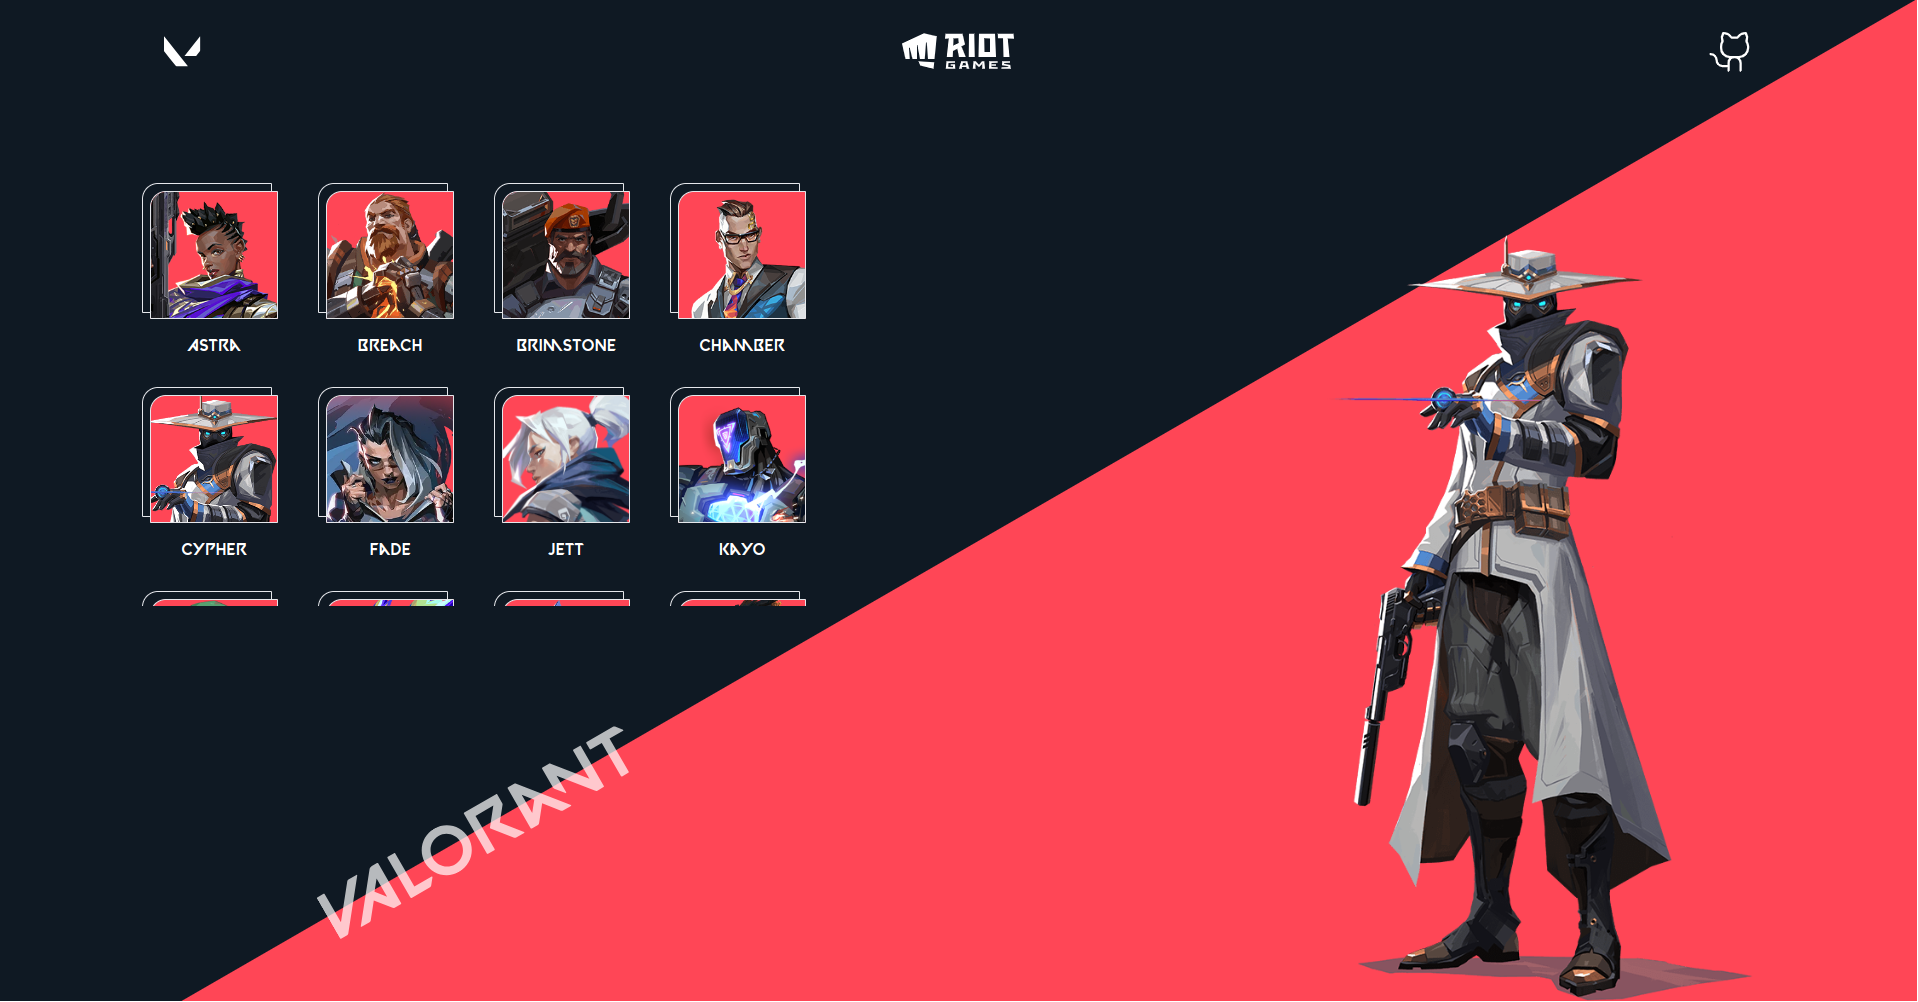 RIOT
GAMES
ASTRA
BREACH
BRIMSTONE
CHAMBER
CYPHER
FADE
JETT
KAYO
VALORANT